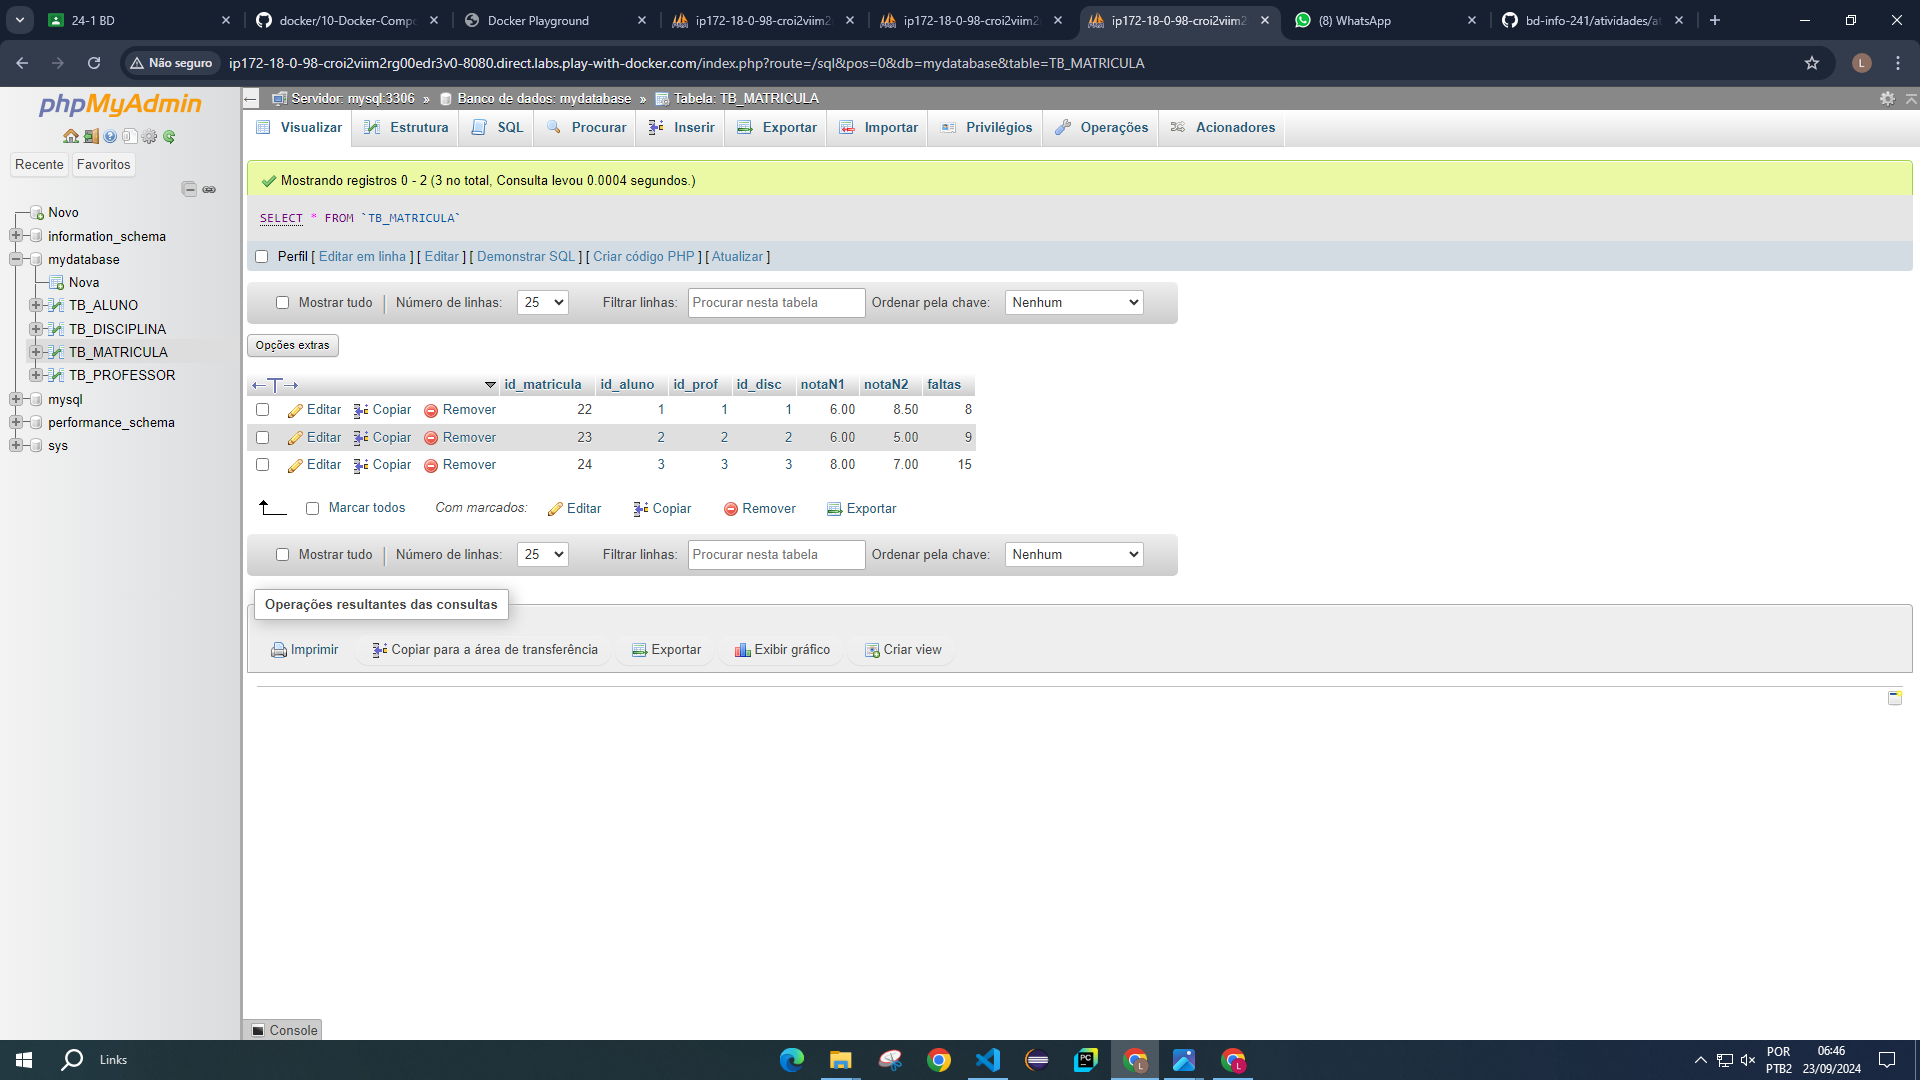 24-1 BD
docker/10-Docker-Compo
Docker Playground
ip172-18-0-98-croi2viim2
ip172-18-0-98-croi2viim2
ip172-18-0-98-croi2viim2
(8) WhatsApp
bd-info-241/atividades/at
Não seguro
ip172-18-0-98-croi2viim2rg00edr3v0-8080.direct.labs.play-with-docker.com/index.php?route=/sql&pos=0&db=mydatabase&table=TB_MATRICULA
L
phpMyAdmin
Recente
Favoritos
Novo
information_schema
mydatabase
Nova
TB_ALUNO
TB_DISCIPLINA
TB_MATRICULA
TB_PROFESSOR
mysql
performance_schema
sys
Servidor: mysql:3306 » Banco de dados: mydatabase » Tabela: TB_MATRICULA
Visualizar Estrutura SQL Procurar Inserir Exportar Importar Privilégios Operações Acionadores
Mostrando registros 0 - 2 (3 no total, Consulta levou 0.0004 segundos.)
SELECT * FROM `TB_MATRICULA`
Perfil [ Editar em linha ] [ Editar ] [ Demonstrar SQL ] [ Criar código PHP ] [ Atualizar ]
Mostrar tudo | Número de linhas: 25 Filtrar linhas: Procurar nesta tabela Ordenar pela chave: Nenhum
Opções extras
←T→ id_matricula id_aluno id_prof id_disc notaN1 notaN2 faltas
Editar Copiar Remover 22 1 1 1 6.00 8.50 8
Editar Copiar Remover 23 2 2 2 6.00 5.00 9
Editar Copiar Remover 24 3 3 3 8.00 7.00 15
Marcar todos Com marcados: Editar Copiar Remover Exportar
Mostrar tudo | Número de linhas: 25 Filtrar linhas: Procurar nesta tabela Ordenar pela chave: Nenhum
Operações resultantes das consultas
Imprimir Copiar para a área de transferência Exportar Exibir gráfico Criar view
Console
Links
PC
L
L
POR
PTB2
06:46
23/09/2024